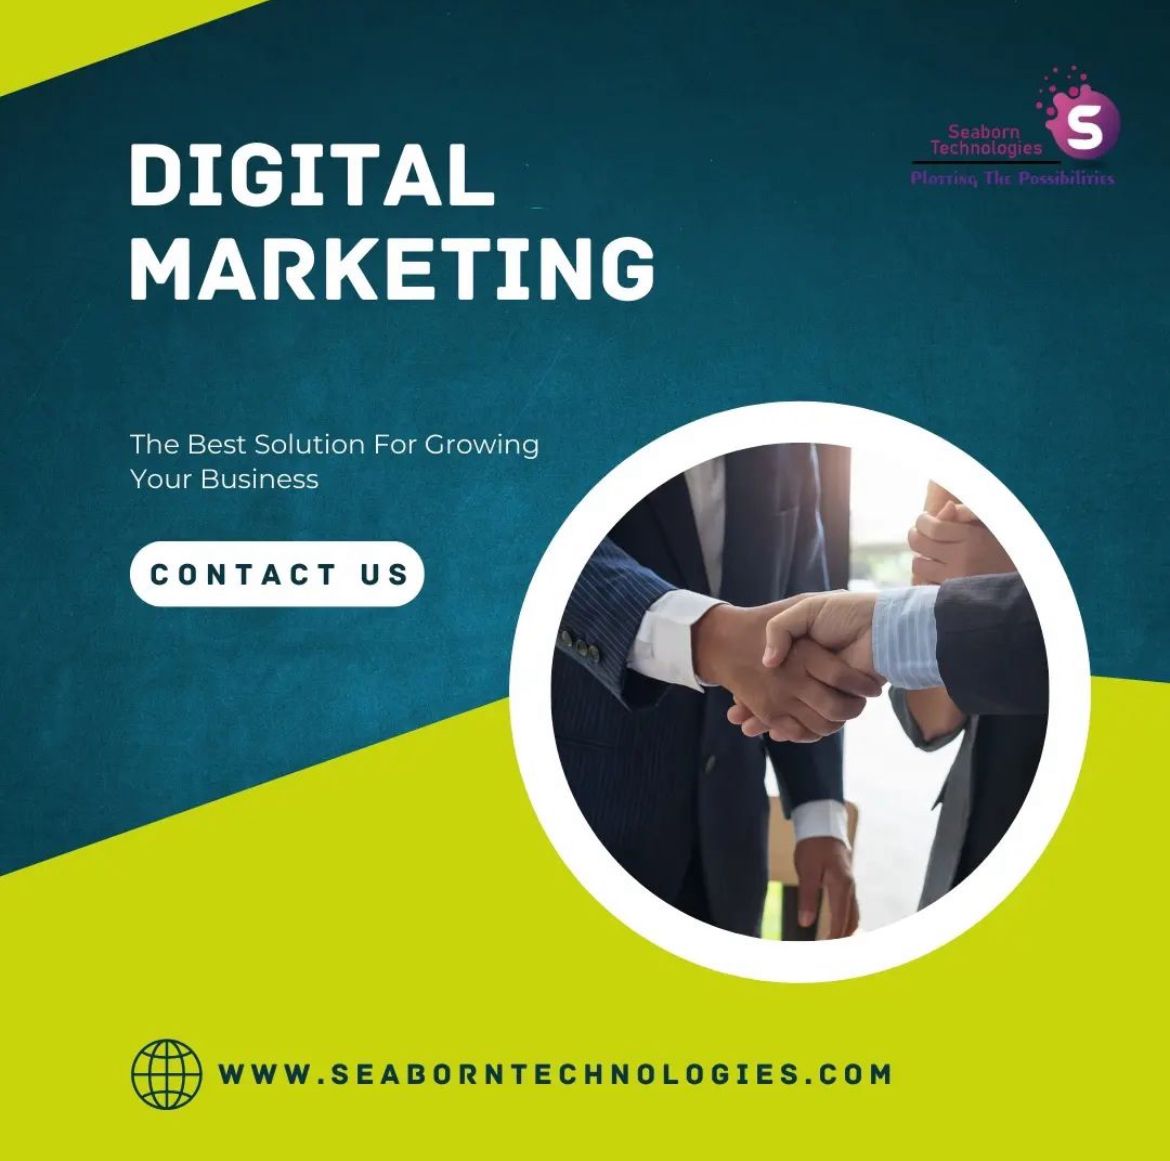 Seaborn
Technologies
S
Plotting The Possibilities
DIGITAL
MARKETING
The Best Solution For Growing
Your Business
CONTACT US
WWW.SEABORNTECHNOLOGIES.COM